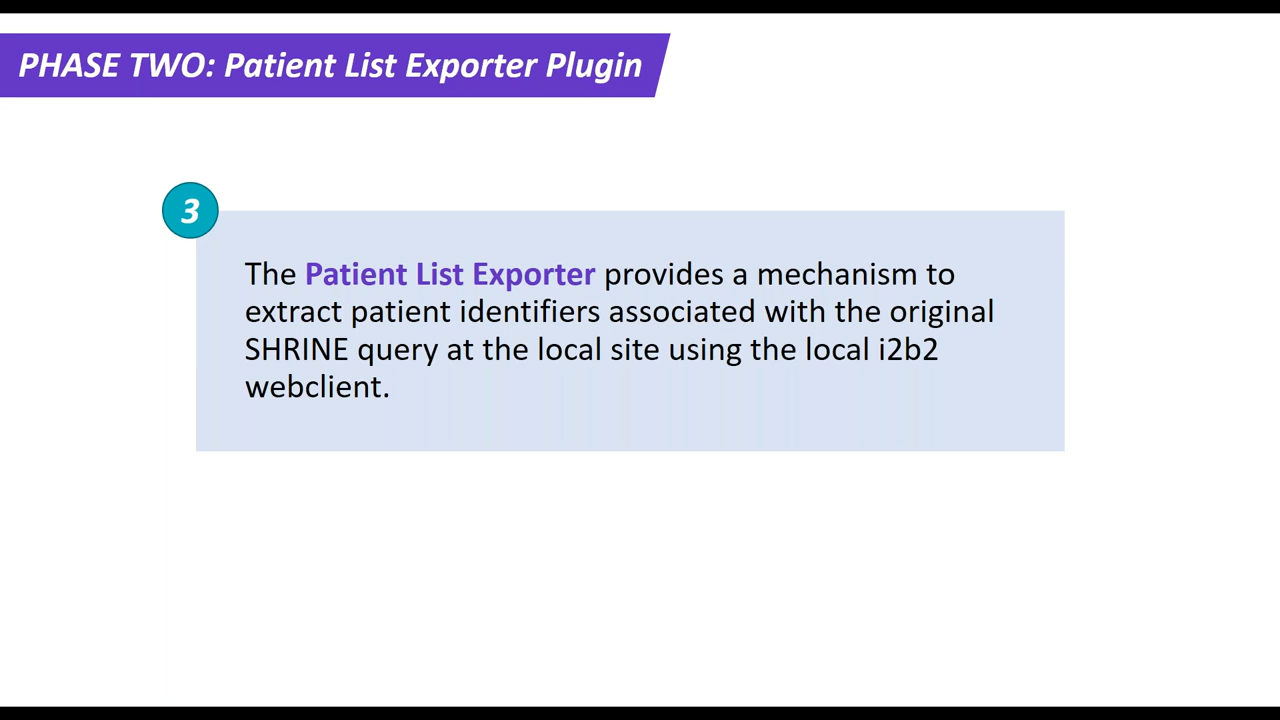 PHASE TWO: Patient List Exporter Plugin
3
The Patient List Exporter provides a mechanism to
extract patient identifiers associated with the original
SHRINE query at the local site using the local i2b2
webclient.